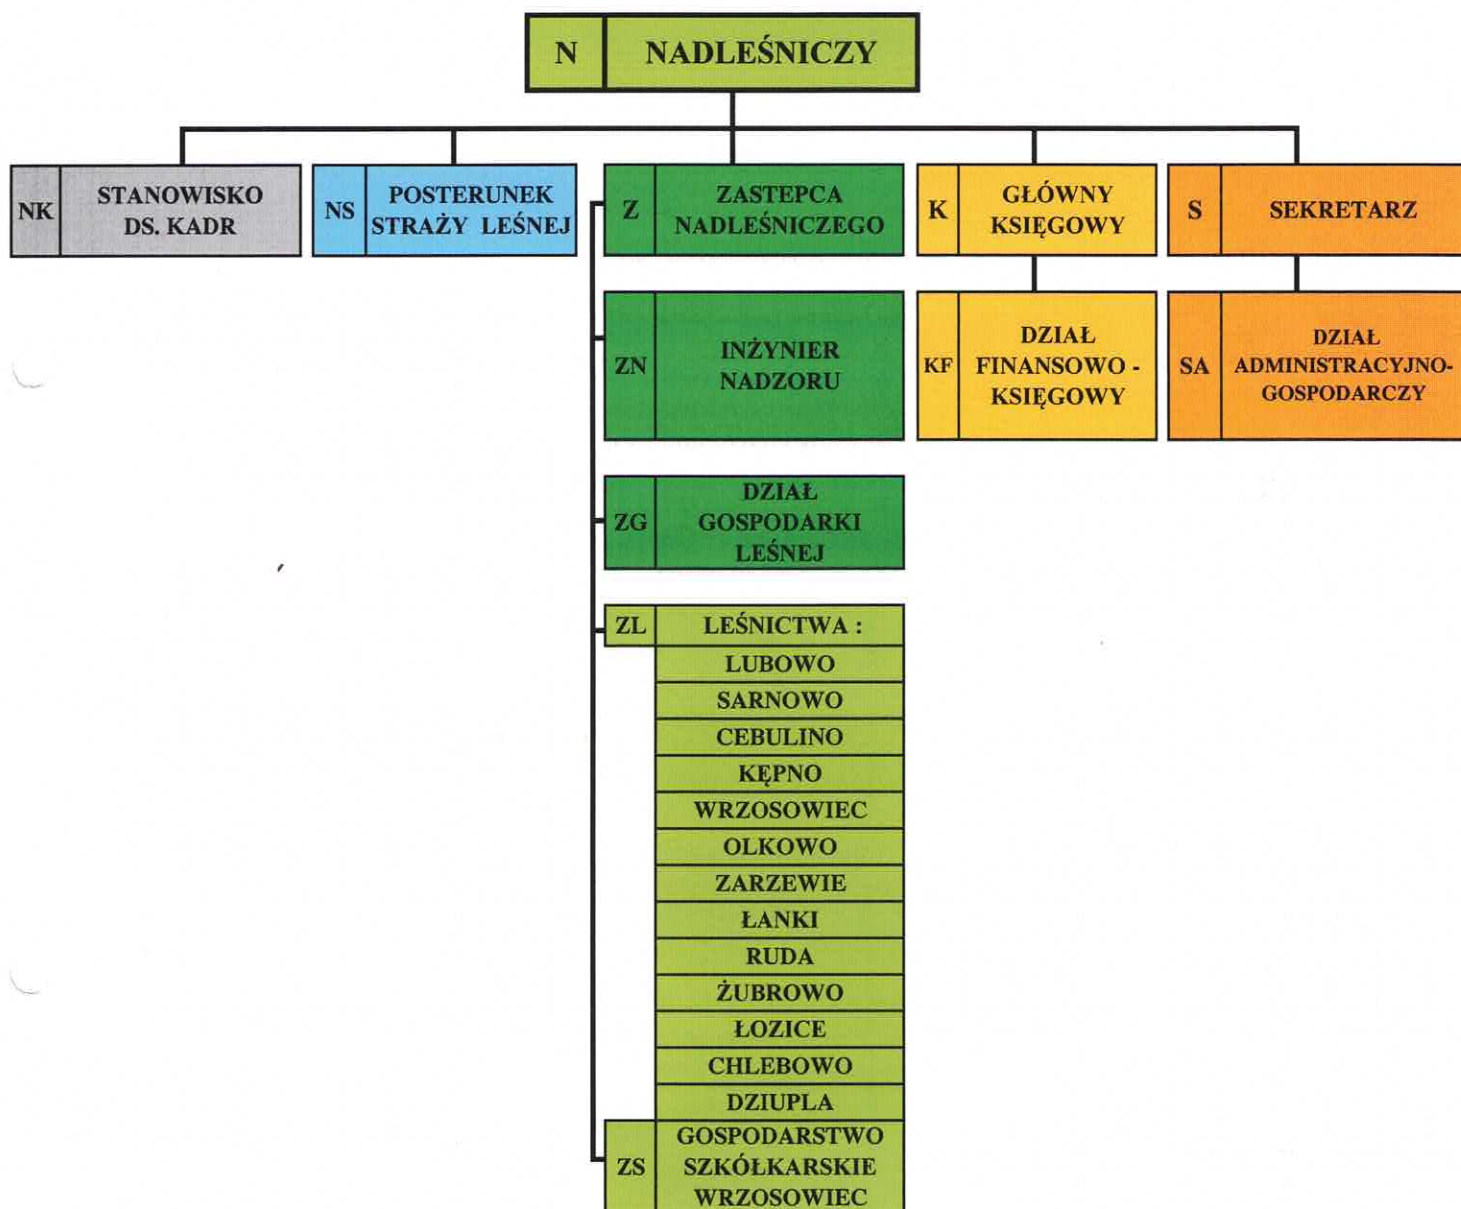 N NADLEŚNICZY
NK STANOWISKO
DS. KADR
NS POSTERUNEK
STRAŻY LEŚNEJ
Z ZASTEPCA
NADLEŚNICZEGO
K GŁÓWNY
KSIĘGOWY
S SEKRETARZ
ZN INŻYNIER
NADZORU
KF DZIAŁ
FINANSOWO -
KSIĘGOWY
SA DZIAŁ
ADMINISTRACYJNO-
GOSPODARCZY
ZG DZIAŁ
GOSPODARKI
LEŚNEJ
ZL LEŚNICTWA :
LUBOWO
SARNOWO
CEBULINO
KĘPNO
WRZOSOWIEC
OLKOWO
ZARZEWIE
ŁANKI
RUDA
ŻUBROWO
ŁOZICE
CHLEBOWO
DZIUPLA
ZS GOSPODARSTWO
SZKÓŁKARSKIE
WRZOSOWIEC